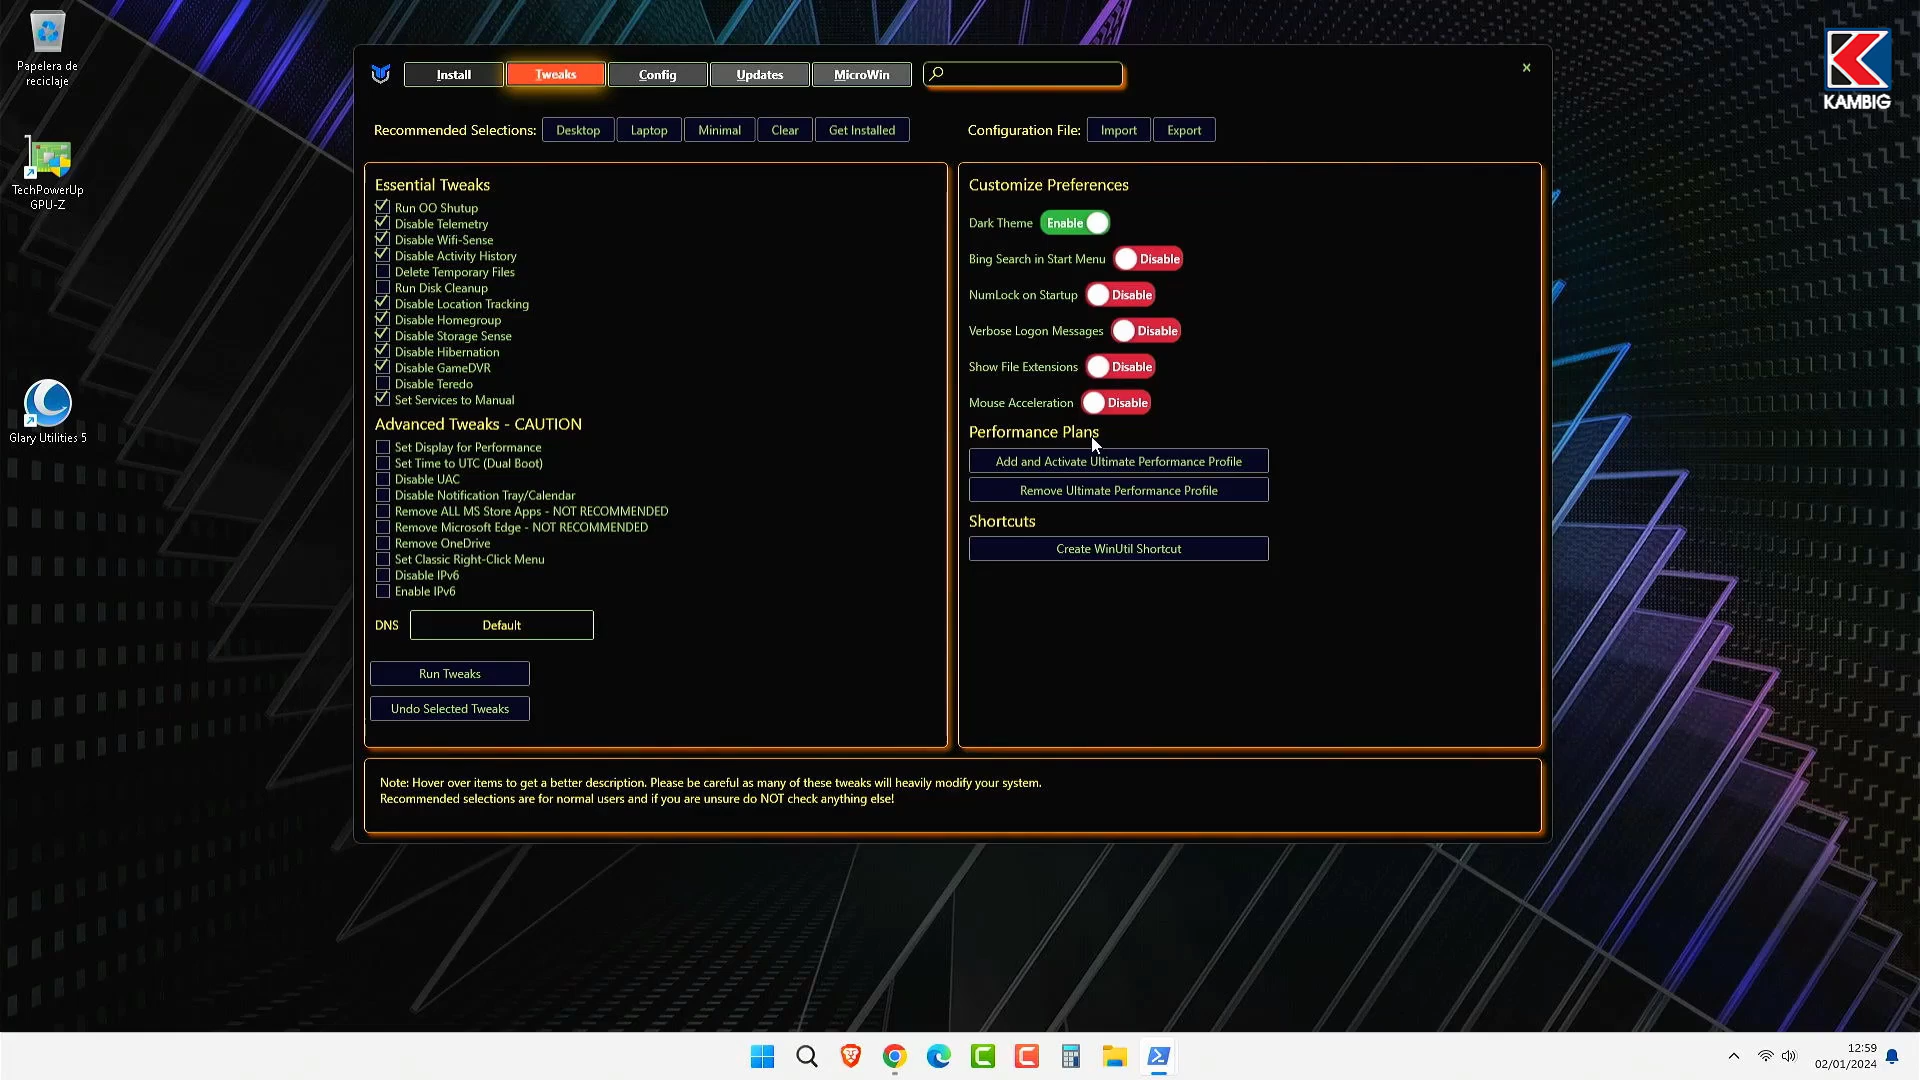 Papelera de
reciclaje
TechPowerUp
GPU-Z
Glary Utilities 5
KAMBIG
Install
Tweaks
Config
Updates
MicroWin
×
Recommended Selections:
Desktop
Laptop
Minimal
Clear
Get Installed
Configuration File:
Import
Export
Essential Tweaks
Run OO Shutup
Disable Telemetry
Disable Wifi-Sense
Disable Activity History
Delete Temporary Files
Run Disk Cleanup
Disable Location Tracking
Disable Homegroup
Disable Storage Sense
Disable Hibernation
Disable GameDVR
Disable Teredo
Set Services to Manual
Advanced Tweaks - CAUTION
Set Display for Performance
Set Time to UTC (Dual Boot)
Disable UAC
Disable Notification Tray/Calendar
Remove ALL MS Store Apps - NOT RECOMMENDED
Remove Microsoft Edge - NOT RECOMMENDED
Remove OneDrive
Set Classic Right-Click Menu
Disable IPv6
Enable IPv6
DNS Default
Run Tweaks
Undo Selected Tweaks
Customize Preferences
Dark Theme Enable
Bing Search in Start Menu Disable
NumLock on Startup Disable
Verbose Logon Messages Disable
Show File Extensions Disable
Mouse Acceleration Disable
Performance Plans
Add and Activate Ultimate Performance Profile
Remove Ultimate Performance Profile
Shortcuts
Create WinUtil Shortcut
Note: Hover over items to get a better description. Please be careful as many of these tweaks will heavily modify your system.
Recommended selections are for normal users and if you are unsure do NOT check anything else!
12:59
02/01/2024